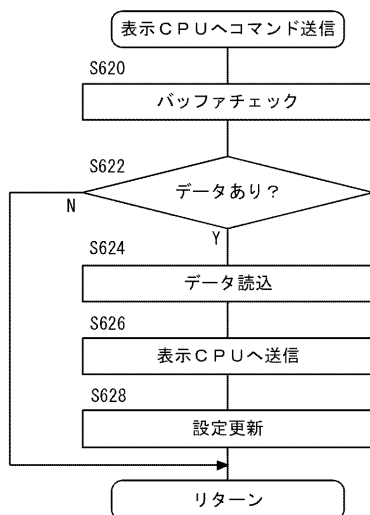 表示ＣＰＵへコマンド送信
S620
バッファチェック
S622
データあり？
N
Y
S624
データ読込
S626
表示ＣＰＵへ送信
S628
設定更新
リターン